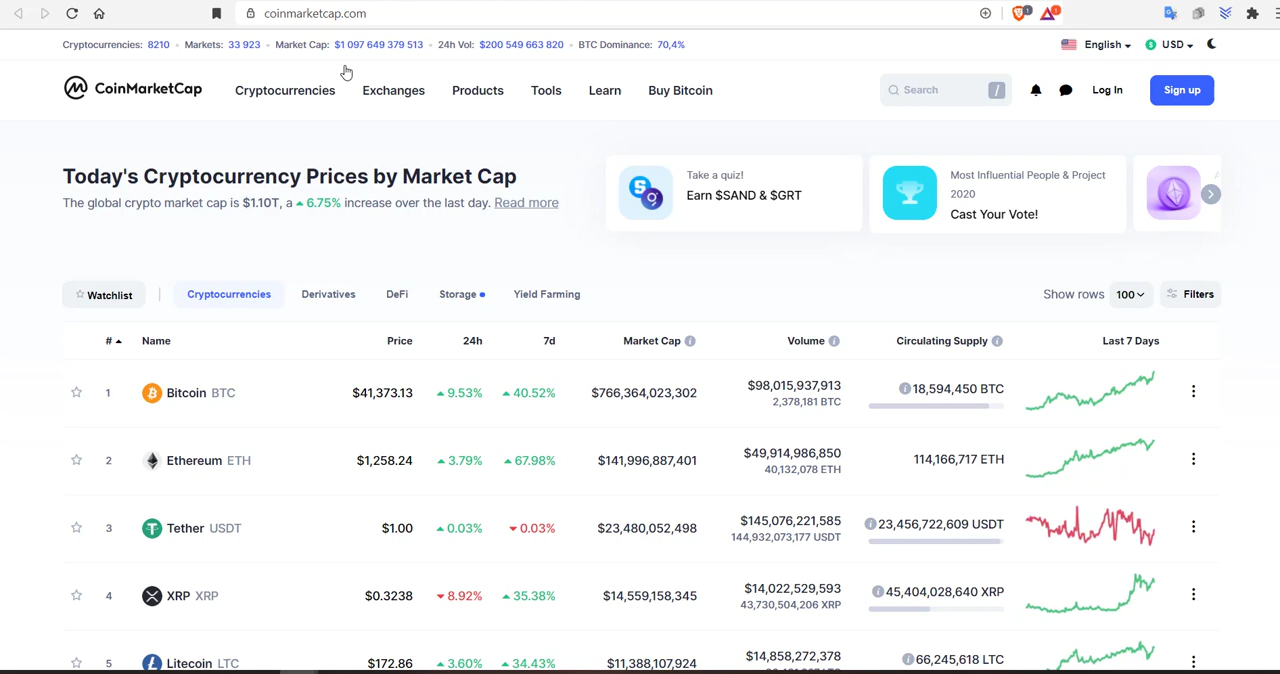 coinmarketcap.com
1
1
Cryptocurrencies: 8210 • Markets: 33 923 • Market Cap: $1 097 649 379 513 • 24h Vol: $200 549 663 820 • BTC Dominance: 70,4%
English
USD
CoinMarketCap
Cryptocurrencies
Exchanges
Products
Tools
Learn
Buy Bitcoin
Search
/
Log In
Sign up
Today's Cryptocurrency Prices by Market Cap
The global crypto market cap is $1.10T, a 6.75% increase over the last day. Read more
Take a quiz!
Earn $SAND & $GRT
Most Influential People & Project
2020
Cast Your Vote!
Watchlist
Cryptocurrencies
Derivatives
DeFi
Storage
Yield Farming
Show rows 100
Filters
# Name Price 24h 7d Market Cap Volume Circulating Supply Last 7 Days
1 Bitcoin BTC $41,373.13 9.53% 40.52% $766,364,023,302 $98,015,937,913 18,594,450 BTC
2,378,181 BTC
2 Ethereum ETH $1,258.24 3.79% 67.98% $141,996,887,401 $49,914,986,850 114,166,717 ETH
40,132,078 ETH
3 Tether USDT $1.00 0.03% 0.03% $23,480,052,498 $145,076,221,585 23,456,722,609 USDT
144,932,073,177 USDT
4 XRP XRP $0.3238 8.92% 35.38% $14,559,158,345 $14,022,529,593 45,404,028,640 XRP
43,730,504,206 XRP
5 Litecoin LTC $172.86 3.60% 34.43% $11,388,107,924 $14,858,272,378 66,245,618 LTC